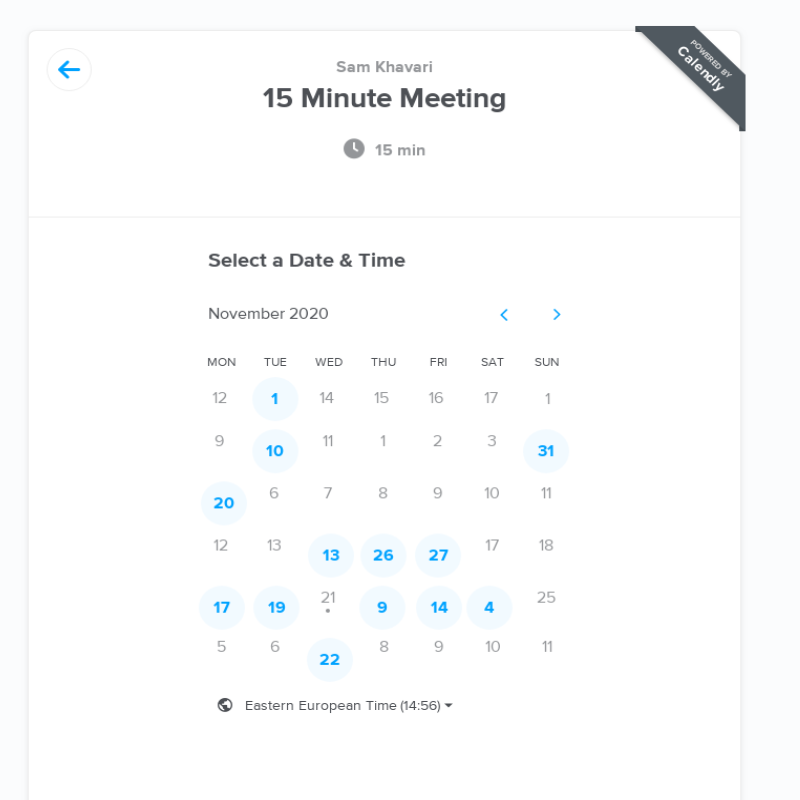 POWERED BY
Calendly
Sam Khavari
15 Minute Meeting
15 min
Select a Date & Time
November 2020
MON TUE WED THU FRI SAT SUN
12 1 14 15 16 17 1
9 10 11 1 2 3 31
20 6 7 8 9 10 11
12 13 13 26 27 17 18
17 19 21 9 14 4 25
5 6 22 8 9 10 11
Eastern European Time (14:56)